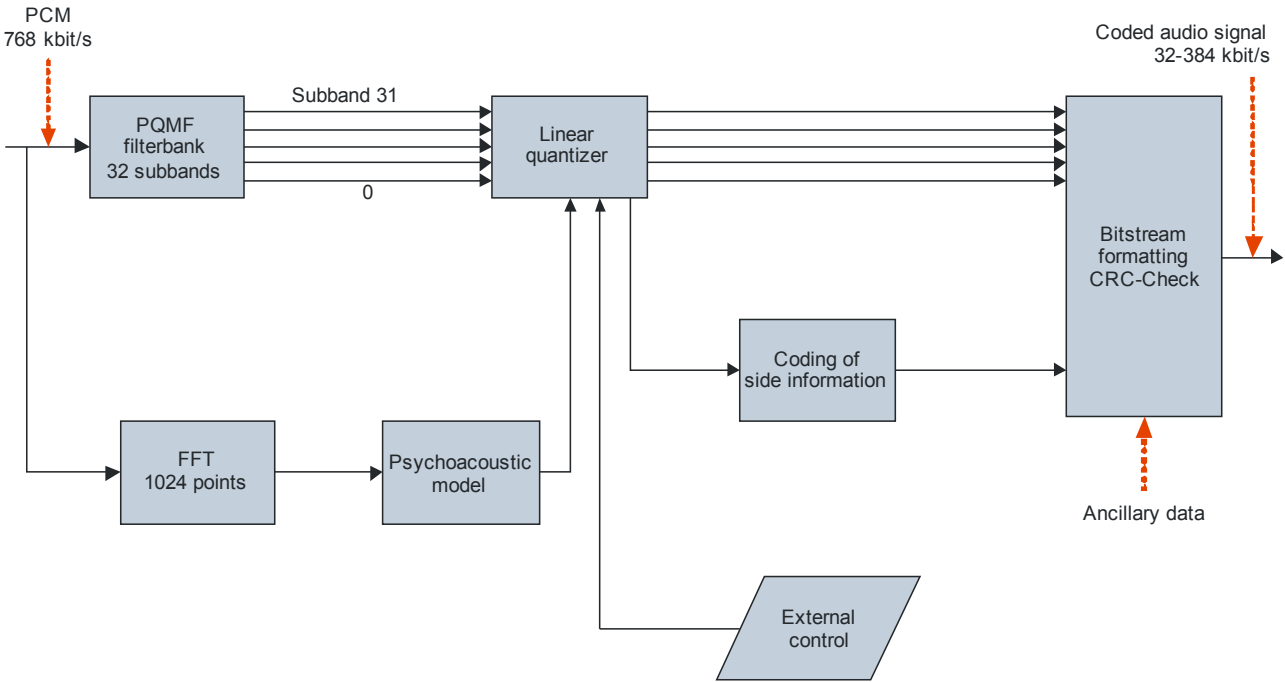 PCM
768 kbit/s
Coded audio signal
32-384 kbit/s
Subband 31
PQMF
filterbank
32 subbands
Linear
quantizer
0
Bitstream
formatting
CRC-Check
Coding of
side information
FFT
1024 points
Psychoacoustic
model
Ancillary data
External
control